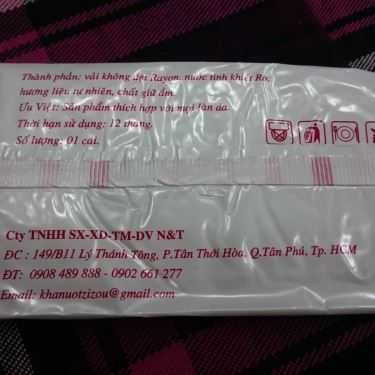 Thành phần: vải không dệt Rayon, nước tinh khiết Ro,
hương liệu tự nhiên, chất giữ ẩm.
Ưu Việt: Sản phẩm thích hợp với mọi làn da.
Thời hạn sử dụng: 12 tháng.
Số lượng: 01 cái.
Cty TNHH SX-XD-TM-DV N&T
ĐC : 149/B11 Lý Thánh Tông, P.Tân Thới Hòa, Q.Tân Phú, Tp. HCM
ĐT: 0908 489 888 - 0902 661 277
Email: khanuotzizou@gmail.com